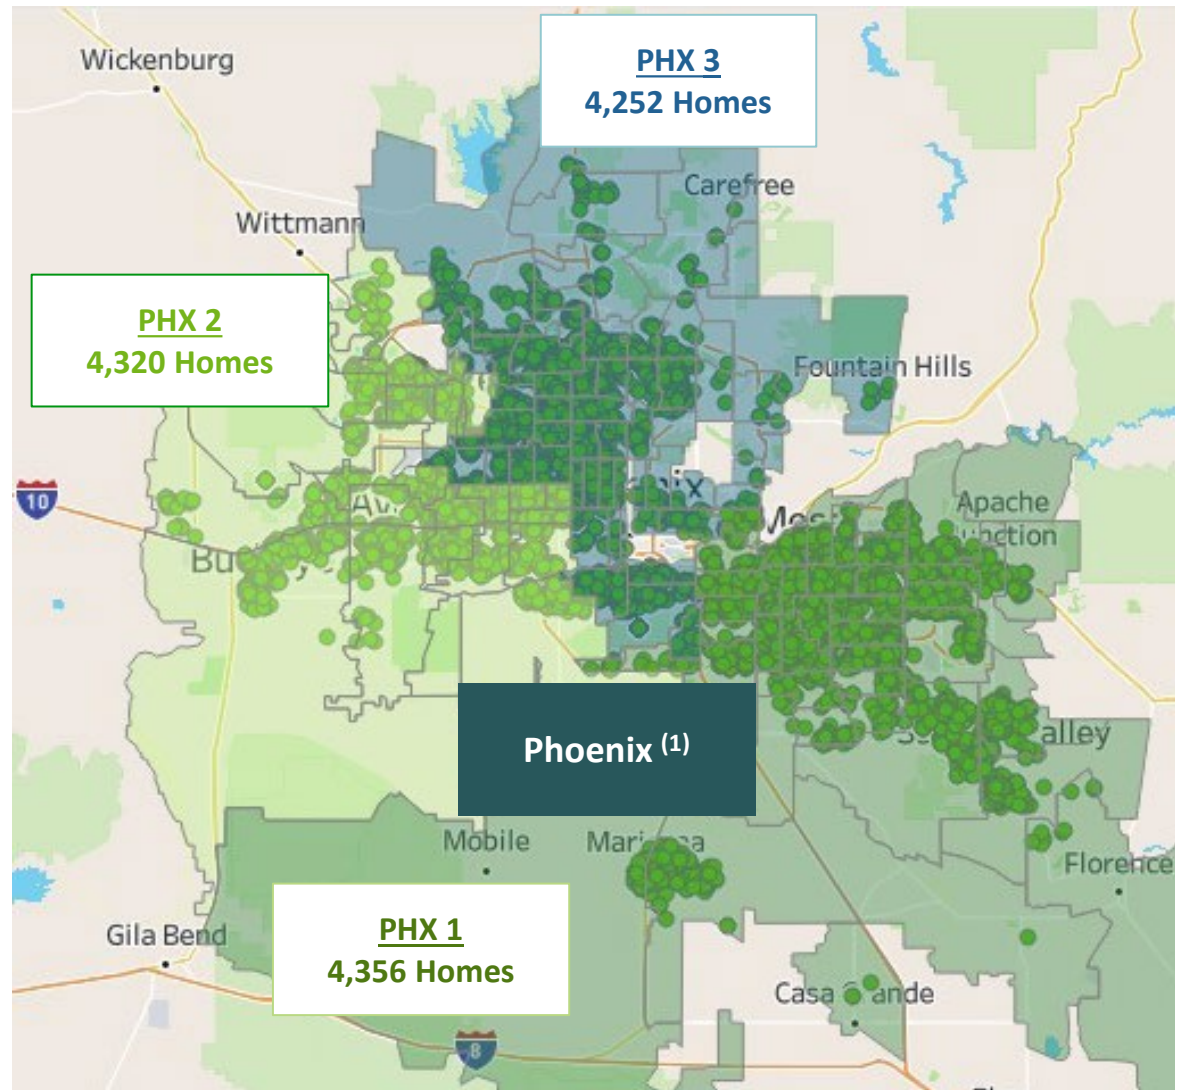 PHX 3
4,252 Homes
Wickenburg
Carefree
Wittmann
PHX 2
4,320 Homes
Fountain Hills
10
Apache
Phoenix (1)
alley
Mobile
Florence
PHX 1
4,356 Homes
Gila Bend
8